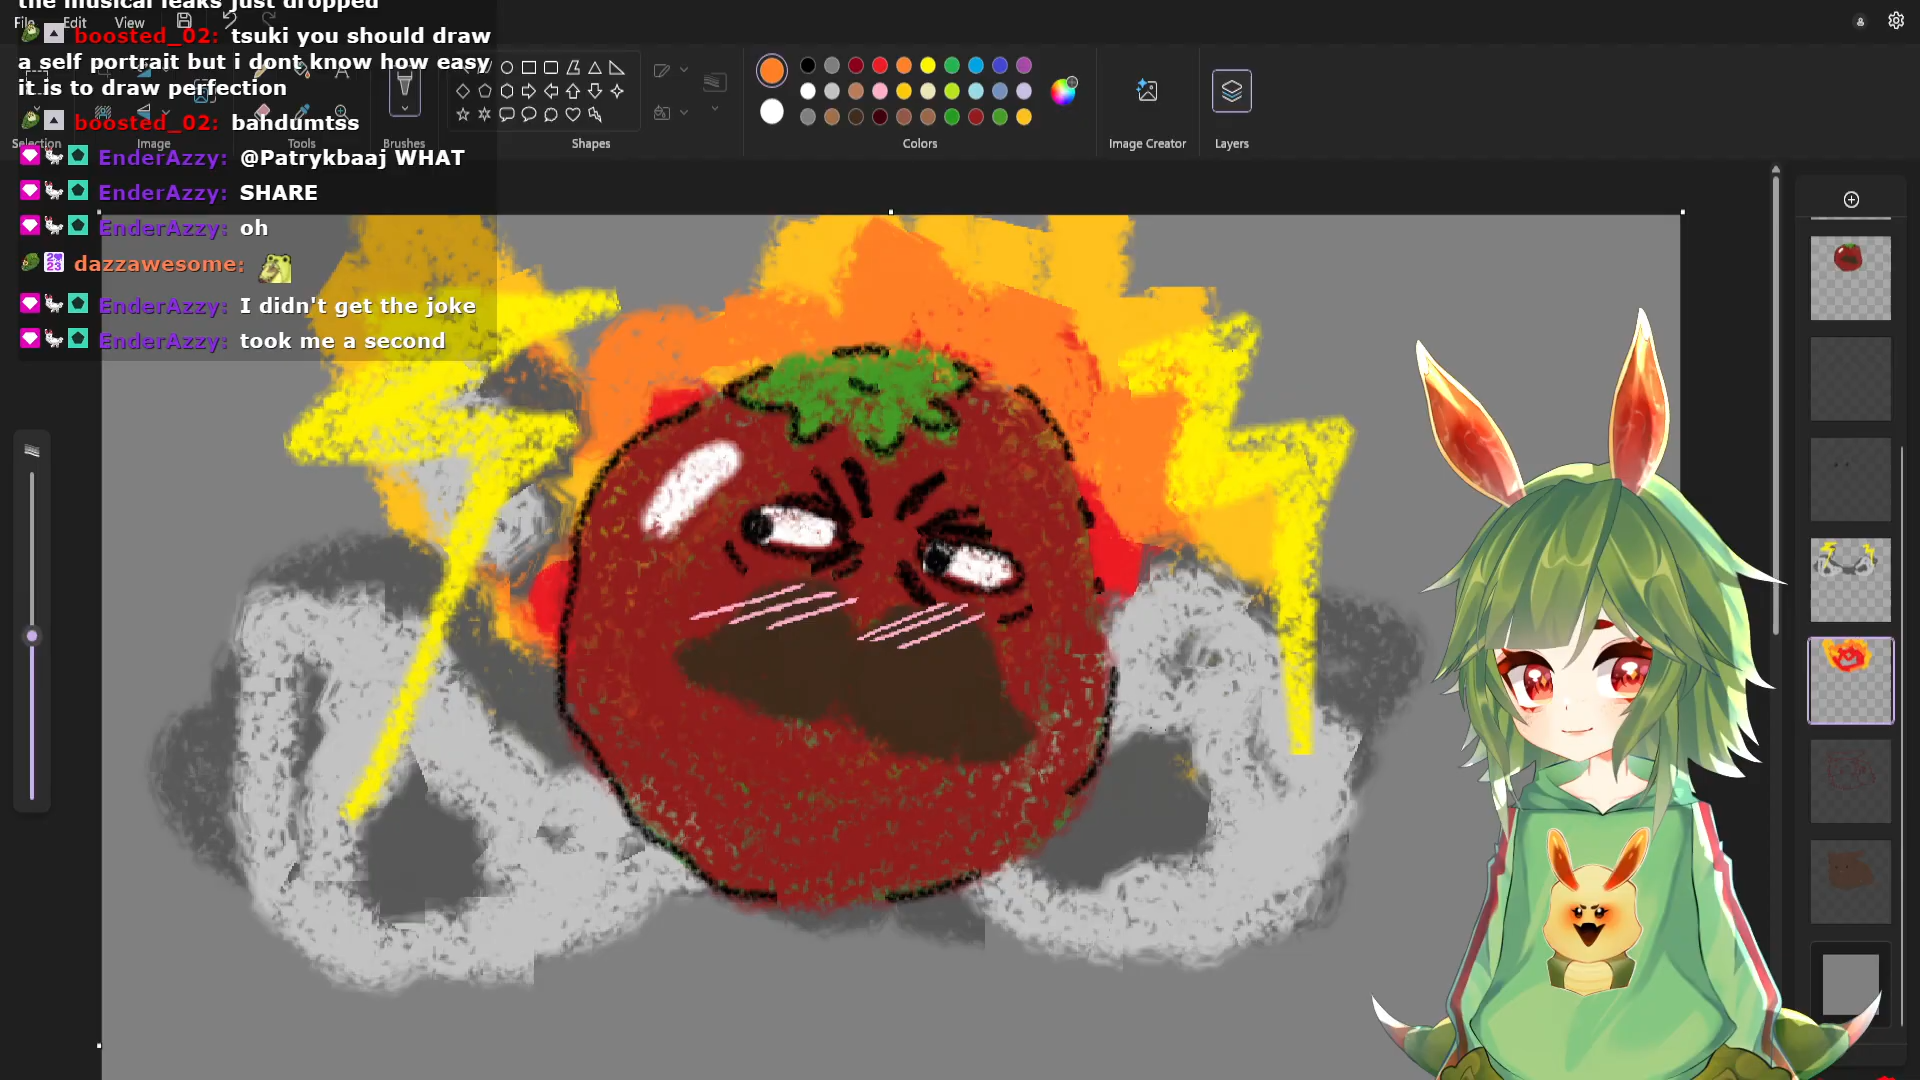 the musical leaks just dropped
File Edit View
boosted_02: tsuki you should draw
a self portrait but i dont know how easy
it is to draw perfection
boosted_02: bahdumtss
Selection Image Tools Brushes Shapes Colors Image Creator Layers
EnderAzzy: @Patrykbaaj WHAT
EnderAzzy: SHARE
EnderAzzy: oh
dazzawesome:
EnderAzzy: I didn't get the joke
EnderAzzy: took me a second